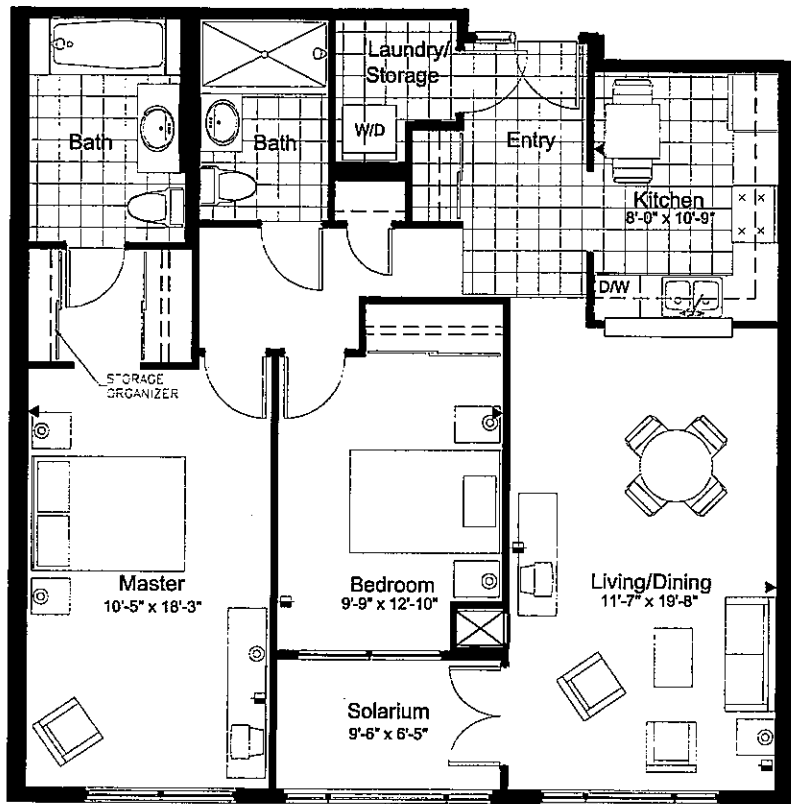 Laundry/
Storage
W/D
Bath
Bath
Entry
Kitchen
8'-0" x 10'-9"
D/W
STORAGE
ORGANIZER
Master
10'-5" x 18'-3"
Bedroom
9'-9" x 12'-10"
Living/Dining
11'-7" x 19'-8"
Solarium
9'-6" x 6'-5"